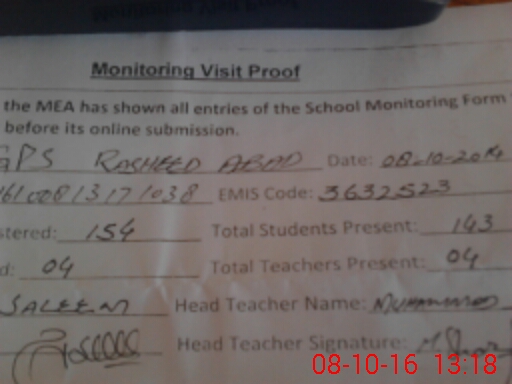 Monitoring Visit Proof
the MEA has shown all entries of the School Monitoring Form
before its online submission.
GPS RASHEED ABAD Date: 08-10-2016
EMIS Code: 3632523
stered: 154 Total Students Present: 143
d: 04 Total Teachers Present: 04
SALEEM Head Teacher Name: MUHAMMAD
Head Teacher Signature:
08-10-16 13:18